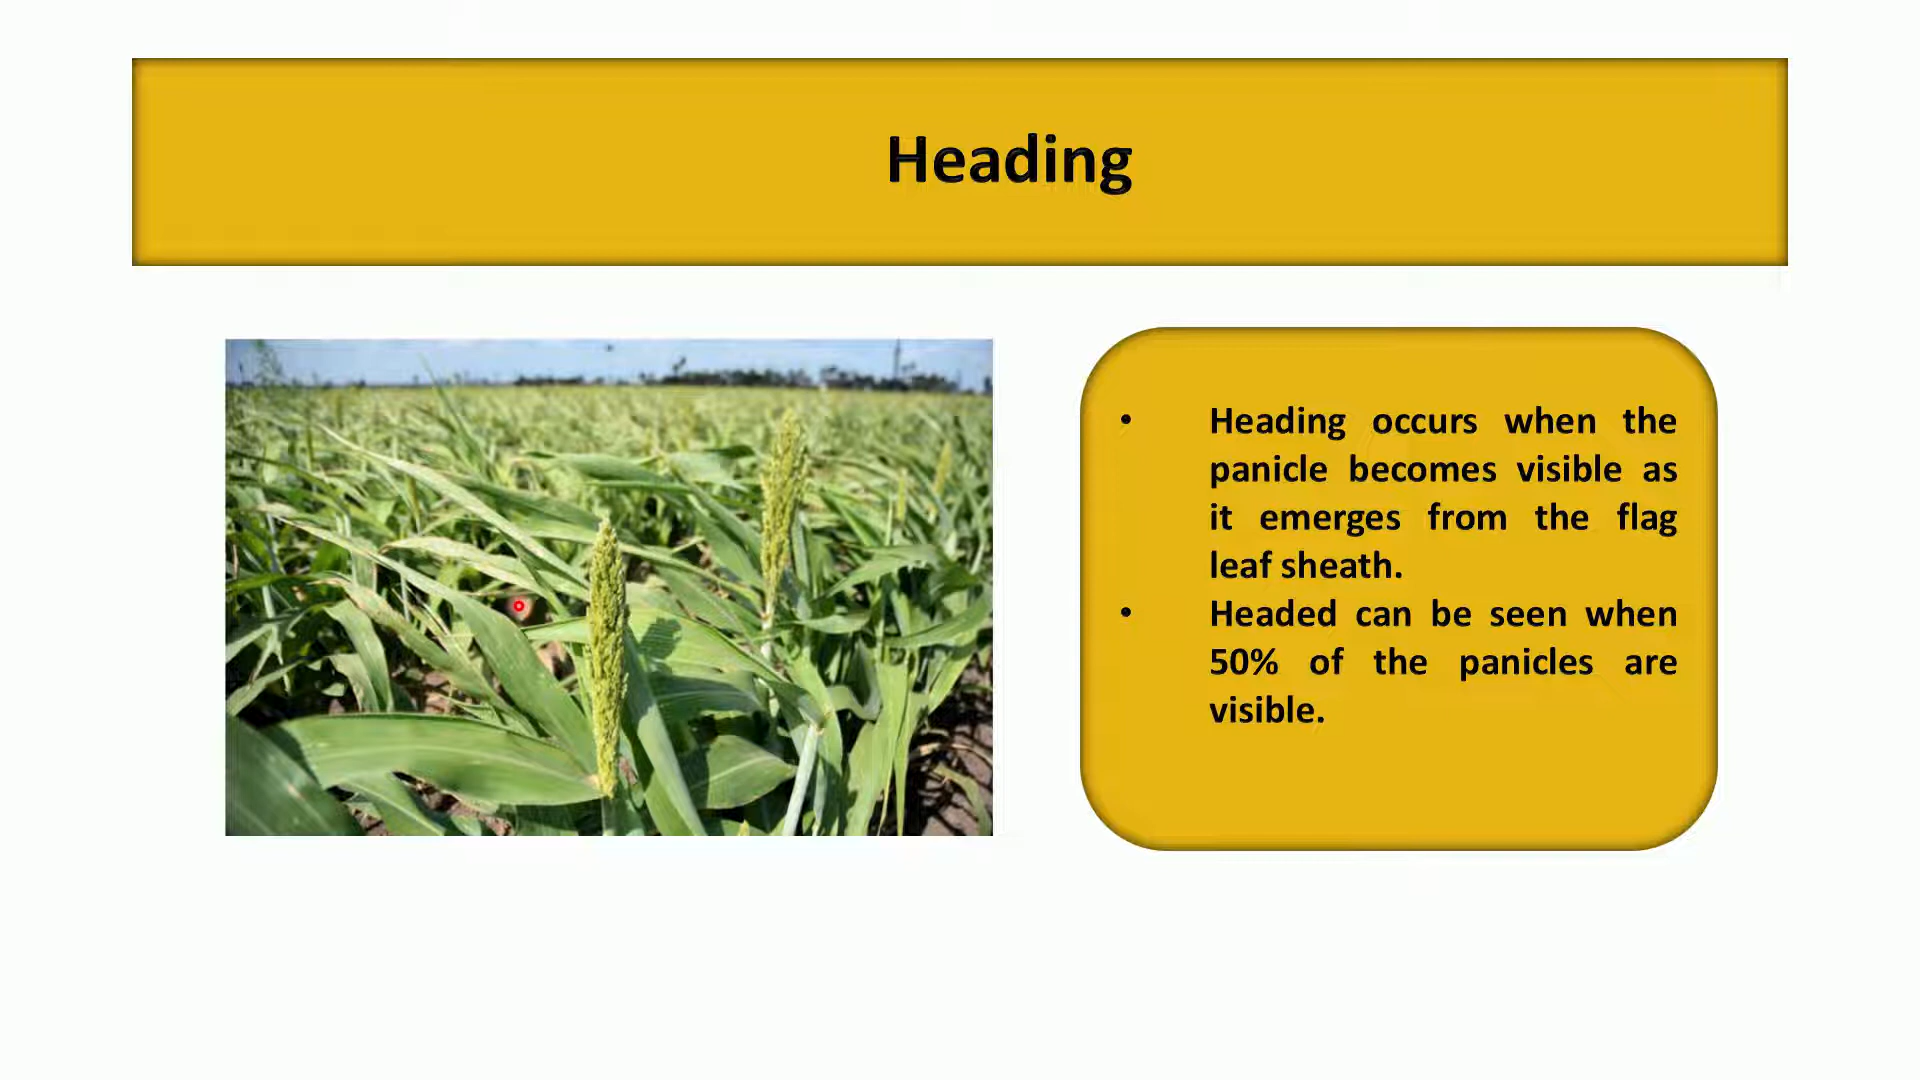 Heading
• Heading occurs when the
panicle becomes visible as
it emerges from the flag
leaf sheath.
• Headed can be seen when
50% of the panicles are
visible.